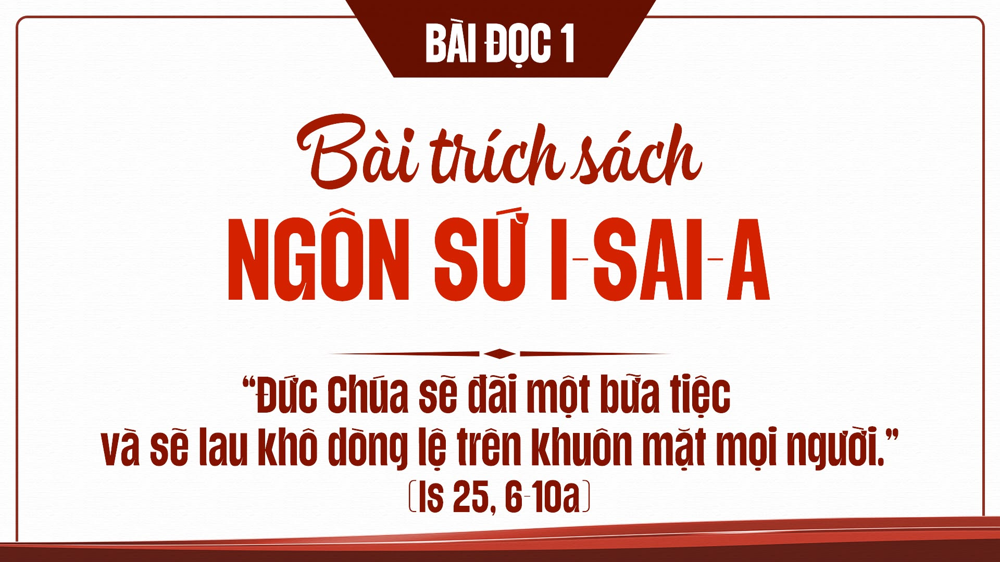 BÀI ĐỌC 1
Bài trích sách
NGÔN SỨ I-SAI-A
“Đức Chúa sẽ đãi một bữa tiệc
và sẽ lau khô dòng lệ trên khuôn mặt mọi người.”
(Is 25, 6-10a)